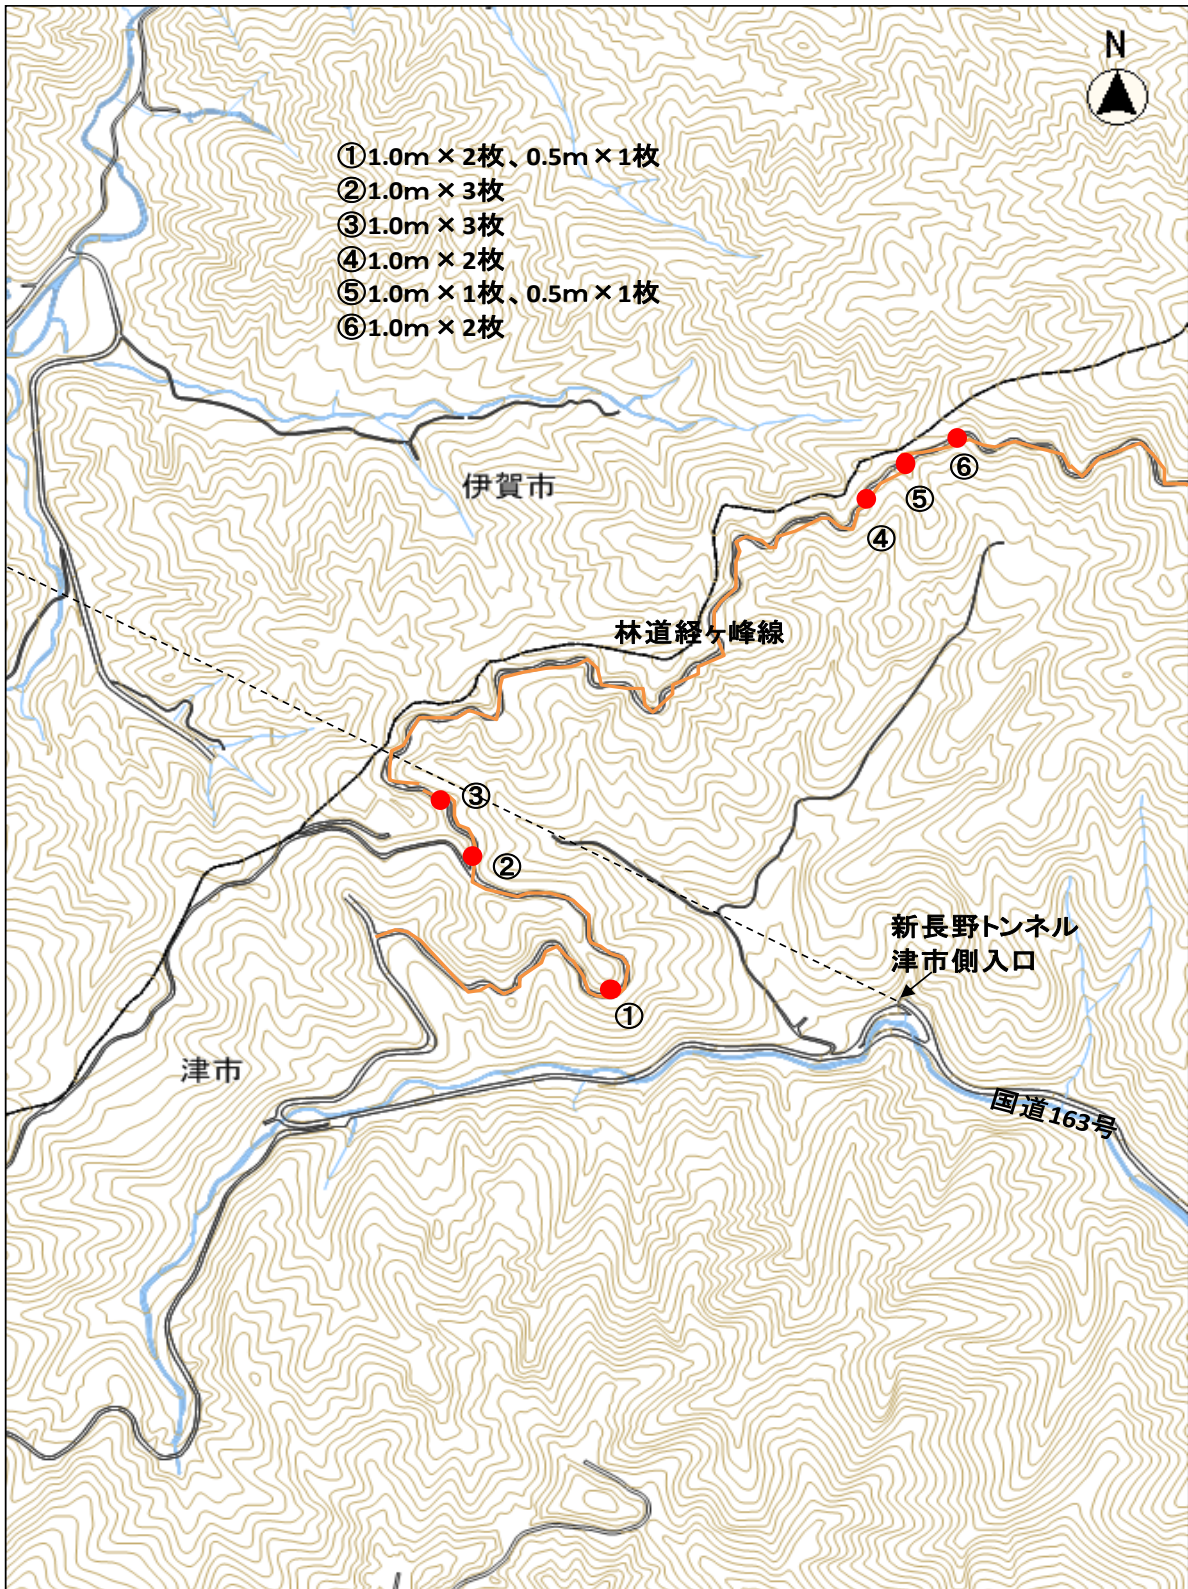 N
①1.0m × 2枚、0.5m × 1枚
②1.0m × 3枚
③1.0m × 3枚
④1.0m × 2枚
⑤1.0m × 1枚、0.5m × 1枚
⑥1.0m × 2枚
⑥
伊賀市
⑤
④
林道経ヶ峰線
③
②
新長野トンネル
津市側入口
①
津市
国道163号